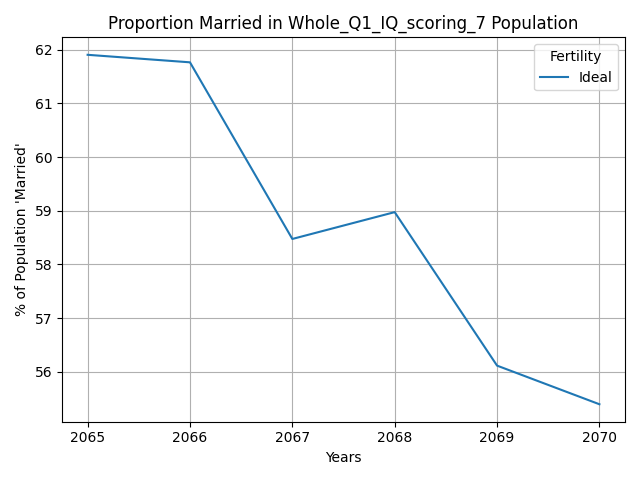 Proportion Married in Whole_Q1_IQ_scoring_7 Population
Fertility
Ideal
% of Population 'Married'
62
61
60
59
58
57
56
2065 2066 2067 2068 2069 2070
Years